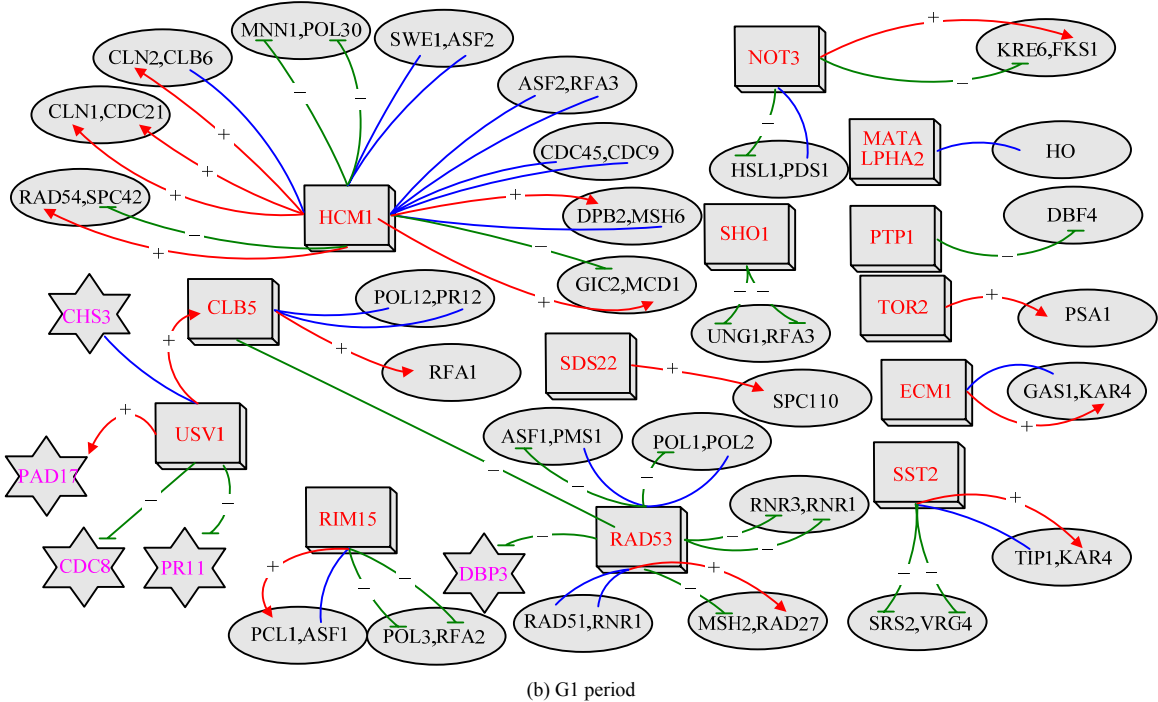 MNN1,POL30
SWE1,ASF2
CLN2,CLB6
ASF2,RFA3
CLN1,CDC21
CDC45,CDC9
RAD54,SPC42
HCM1
DPB2,MSH6
GIC2,MCD1
NOT3
KRE6,FKS1
HSL1,PDS1
MATA
LPHA2
HO
SHO1
UNG1,RFA3
PTP1
DBF4
TOR2
PSA1
CHS3
CLB5
POL12,PR12
RFA1
SDS22
SPC110
ECM1
GAS1,KAR4
USV1
PAD17
CDC8
PR11
ASF1,PMS1
POL1,POL2
RNR3,RNR1
SST2
TIP1,KAR4
SRS2,VRG4
RIM15
PCL1,ASF1
POL3,RFA2
DBP3
RAD53
RAD51,RNR1
MSH2,RAD27
(b) G1 period